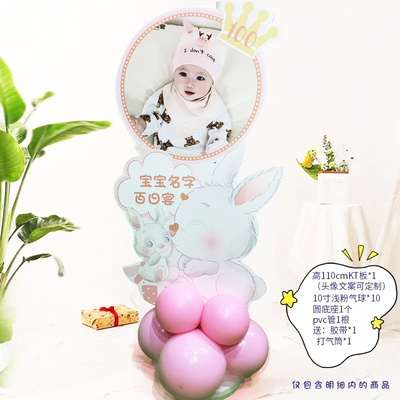 100
I don't care
宝宝名字
百日宴
高110cmKT板*1
(头像文案可定制)
10寸浅粉气球*10
圆底座1个
pvc管1根
送：胶带*1
打气筒*1
仅包含明细内的商品